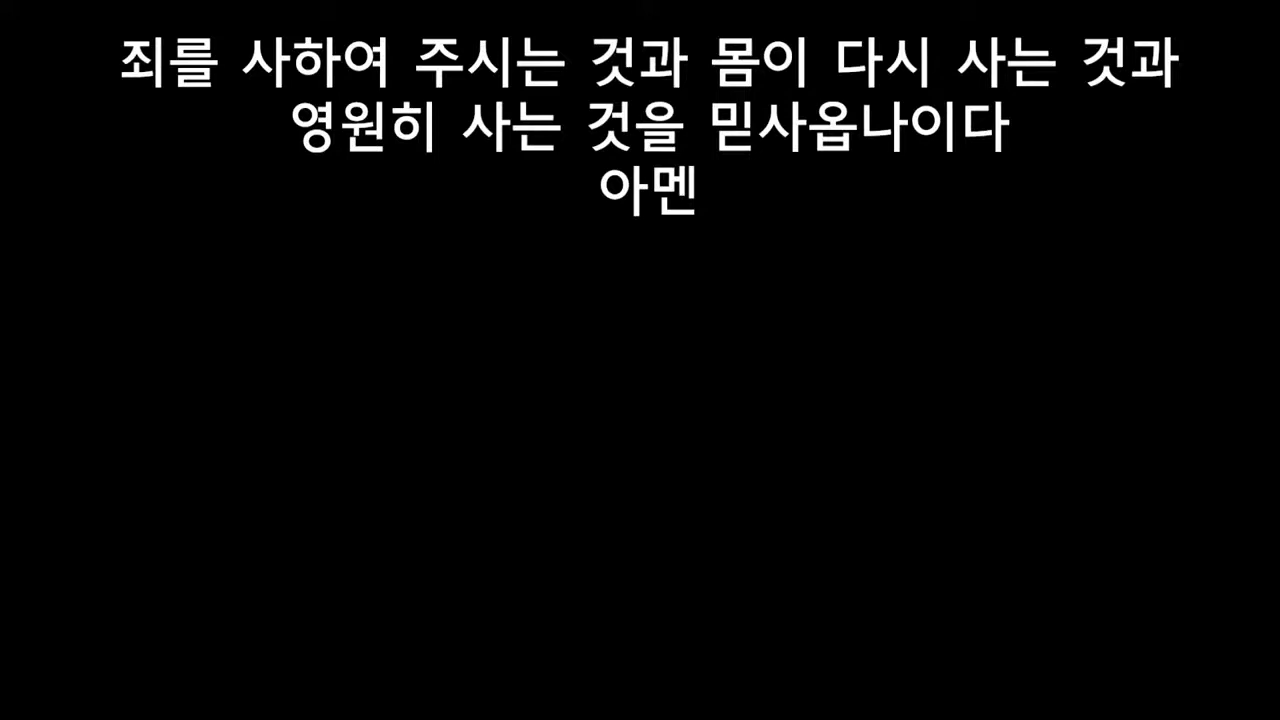 죄를 사하여 주시는 것과 몸이 다시 사는 것과
영원히 사는 것을 믿사옵나이다
아멘